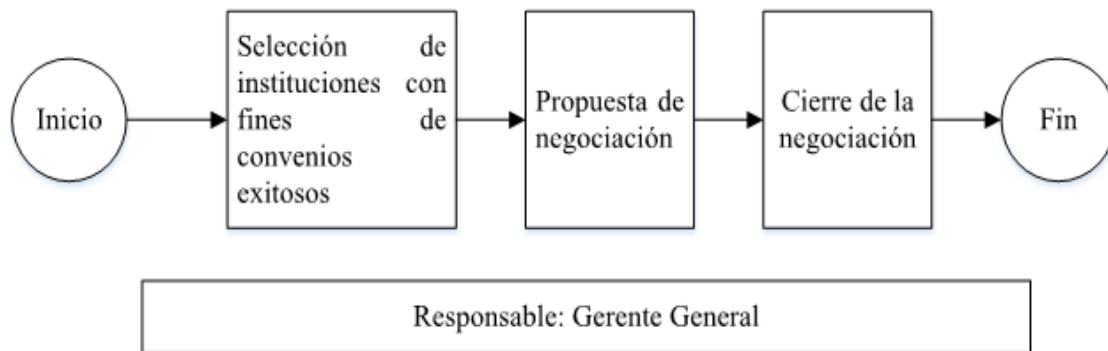 Inicio
Selección de
instituciones con
fines de
convenios
exitosos
Propuesta de
negociación
Cierre de la
negociación
Fin
Responsable: Gerente General